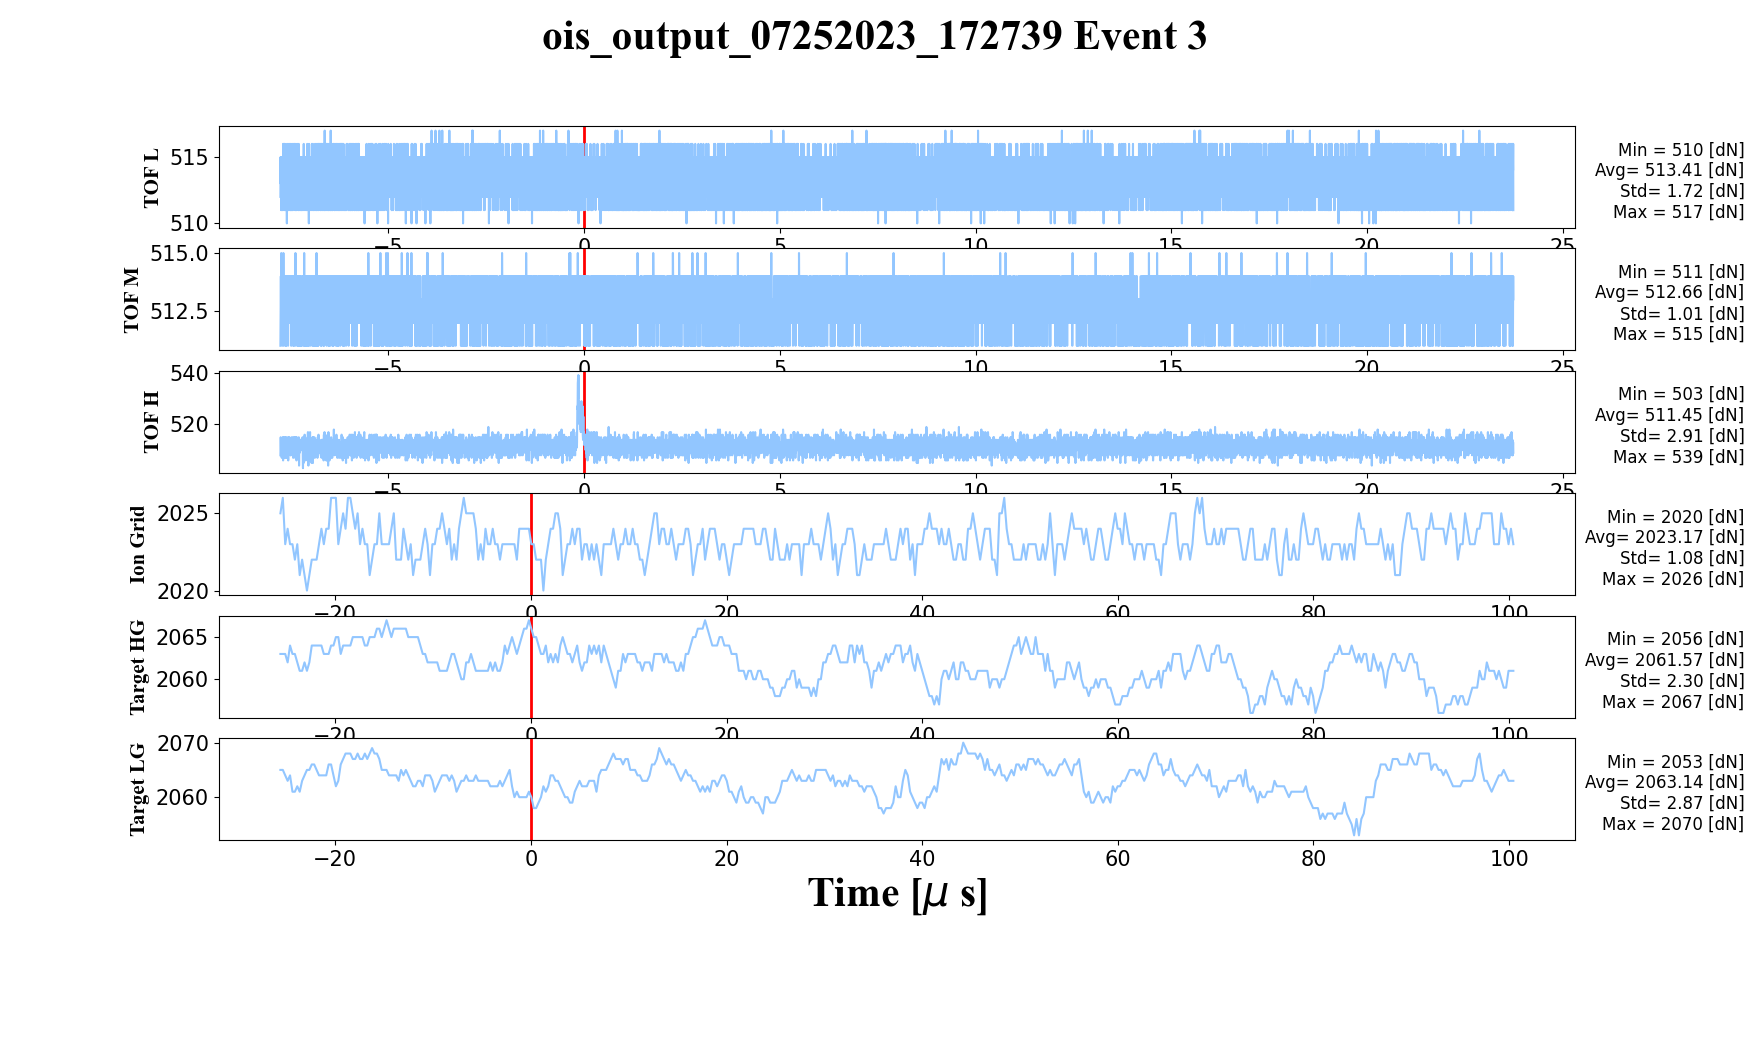 ois_output_07252023_172739 Event 3
TOF L
515
510
Min = 510 [dN]
Avg= 513.41 [dN]
Std= 1.72 [dN]
Max = 517 [dN]
−5 0 5 10 15 20 25
TOF M
515.0
512.5
Min = 511 [dN]
Avg= 512.66 [dN]
Std= 1.01 [dN]
Max = 515 [dN]
−5 0 5 10 15 20 25
TOF H
540
520
Min = 503 [dN]
Avg= 511.45 [dN]
Std= 2.91 [dN]
Max = 539 [dN]
−5 0 5 10 15 20 25
Ion Grid
2025
2020
Min = 2020 [dN]
Avg= 2023.17 [dN]
Std= 1.08 [dN]
Max = 2026 [dN]
−20 0 20 40 60 80 100
Target HG
2065
2060
Min = 2056 [dN]
Avg= 2061.57 [dN]
Std= 2.30 [dN]
Max = 2067 [dN]
−20 0 20 40 60 80 100
Target LG
2070
2060
Min = 2053 [dN]
Avg= 2063.14 [dN]
Std= 2.87 [dN]
Max = 2070 [dN]
−20 0 20 40 60 80 100
Time [μ s]